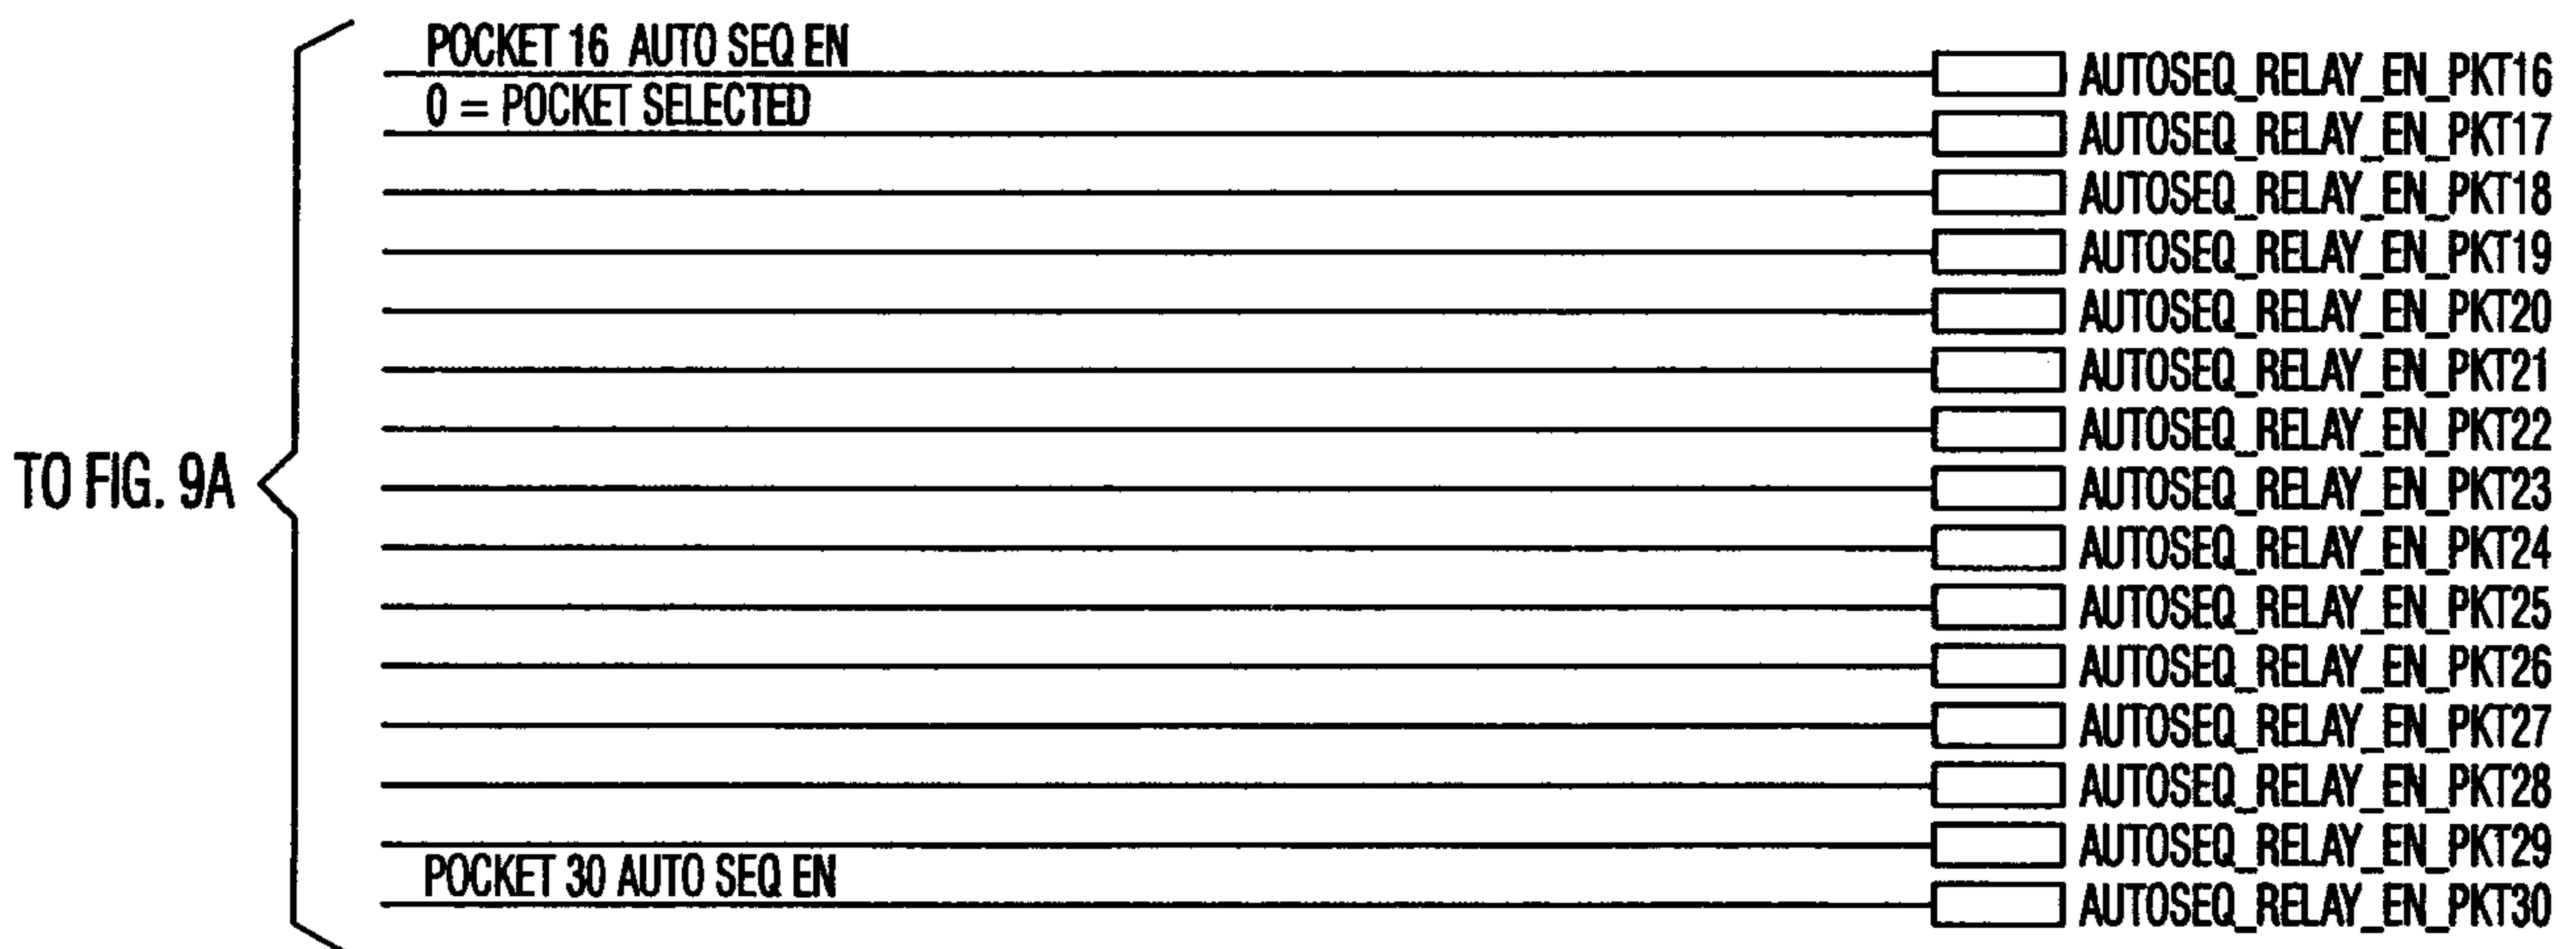 POCKET 16 AUTO SEQ EN
AUTOSEQ_RELAY_EN_PKT16
0 = POCKET SELECTED
AUTOSEQ_RELAY_EN_PKT17
AUTOSEQ_RELAY_EN_PKT18
AUTOSEQ_RELAY_EN_PKT19
AUTOSEQ_RELAY_EN_PKT20
AUTOSEQ_RELAY_EN_PKT21
AUTOSEQ_RELAY_EN_PKT22
TO FIG. 9A
AUTOSEQ_RELAY_EN_PKT23
AUTOSEQ_RELAY_EN_PKT24
AUTOSEQ_RELAY_EN_PKT25
AUTOSEQ_RELAY_EN_PKT26
AUTOSEQ_RELAY_EN_PKT27
AUTOSEQ_RELAY_EN_PKT28
AUTOSEQ_RELAY_EN_PKT29
POCKET 30 AUTO SEQ EN
AUTOSEQ_RELAY_EN_PKT30